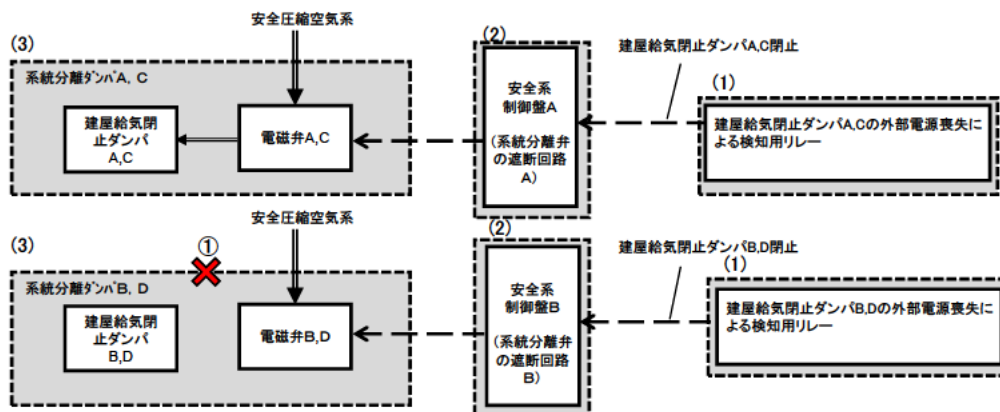 安全圧縮空気系
(3)
系統分離ﾀﾞﾝﾊﾟA, C
建屋給気閉
止ダンパ
A,C
電磁弁A,C
(2)
安全系
制御盤A
(系統分離弁
の遮断回路
A)
建屋給気閉止ダンパA,C閉止
(1)
建屋給気閉止ダンパA,Cの外部電源喪失に
よる検知用リレー
安全圧縮空気系
(3)
①
系統分離ﾀﾞﾝﾊﾟB, D
建屋給気閉
止ダンパ
B,D
電磁弁B,D
(2)
安全系
制御盤B
(系統分離弁
の遮断回路
B)
建屋給気閉止ダンパB,D閉止
(1)
建屋給気閉止ダンパB,Dの外部電源喪失に
よる検知用リレー